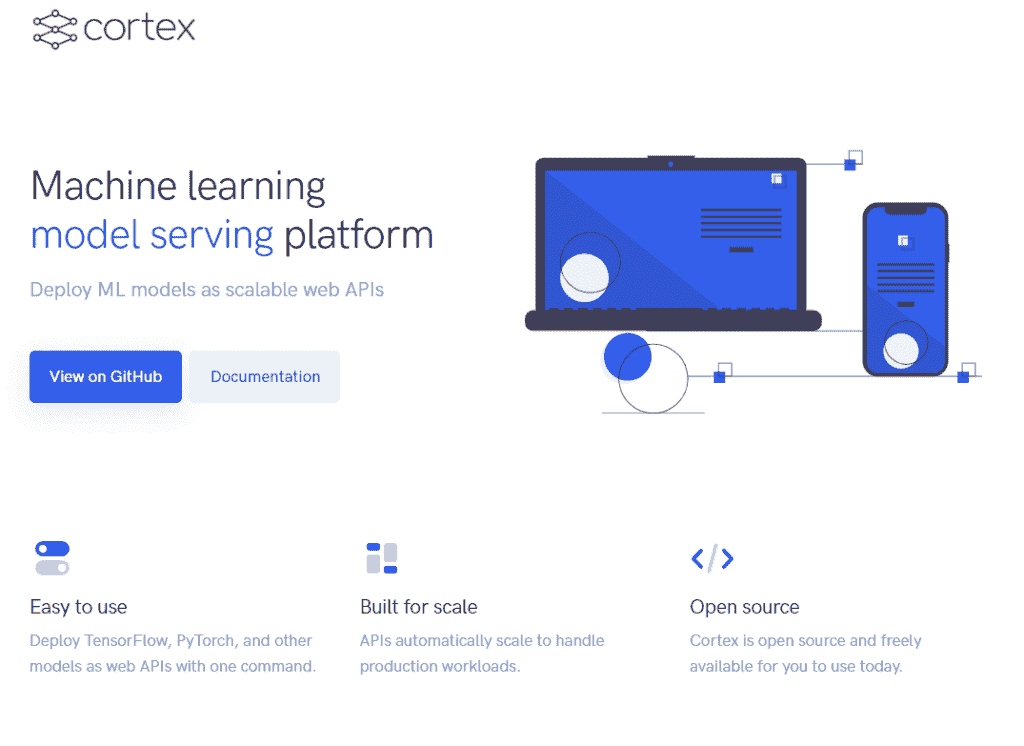 cortex
Machine learning
model serving platform
Deploy ML models as scalable web APIs
View on GitHub
Documentation
Easy to use
Deploy TensorFlow, PyTorch, and other
models as web APIs with one command.
Built for scale
APIs automatically scale to handle
production workloads.
Open source
Cortex is open source and freely
available for you to use today.